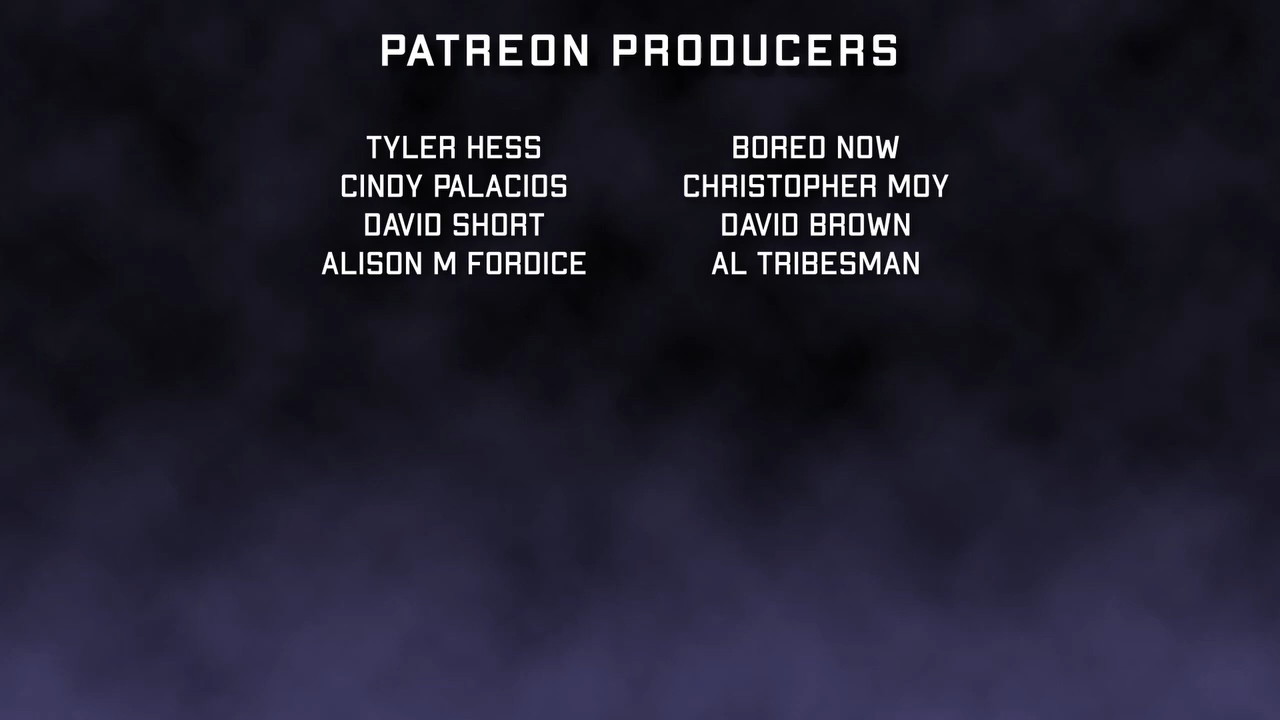 PATREON PRODUCERS
TYLER HESS
CINDY PALACIOS
DAVID SHORT
ALISON M FORDICE
BORED NOW
CHRISTOPHER MOY
DAVID BROWN
AL TRIBESMAN